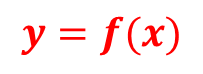 y = f(x)